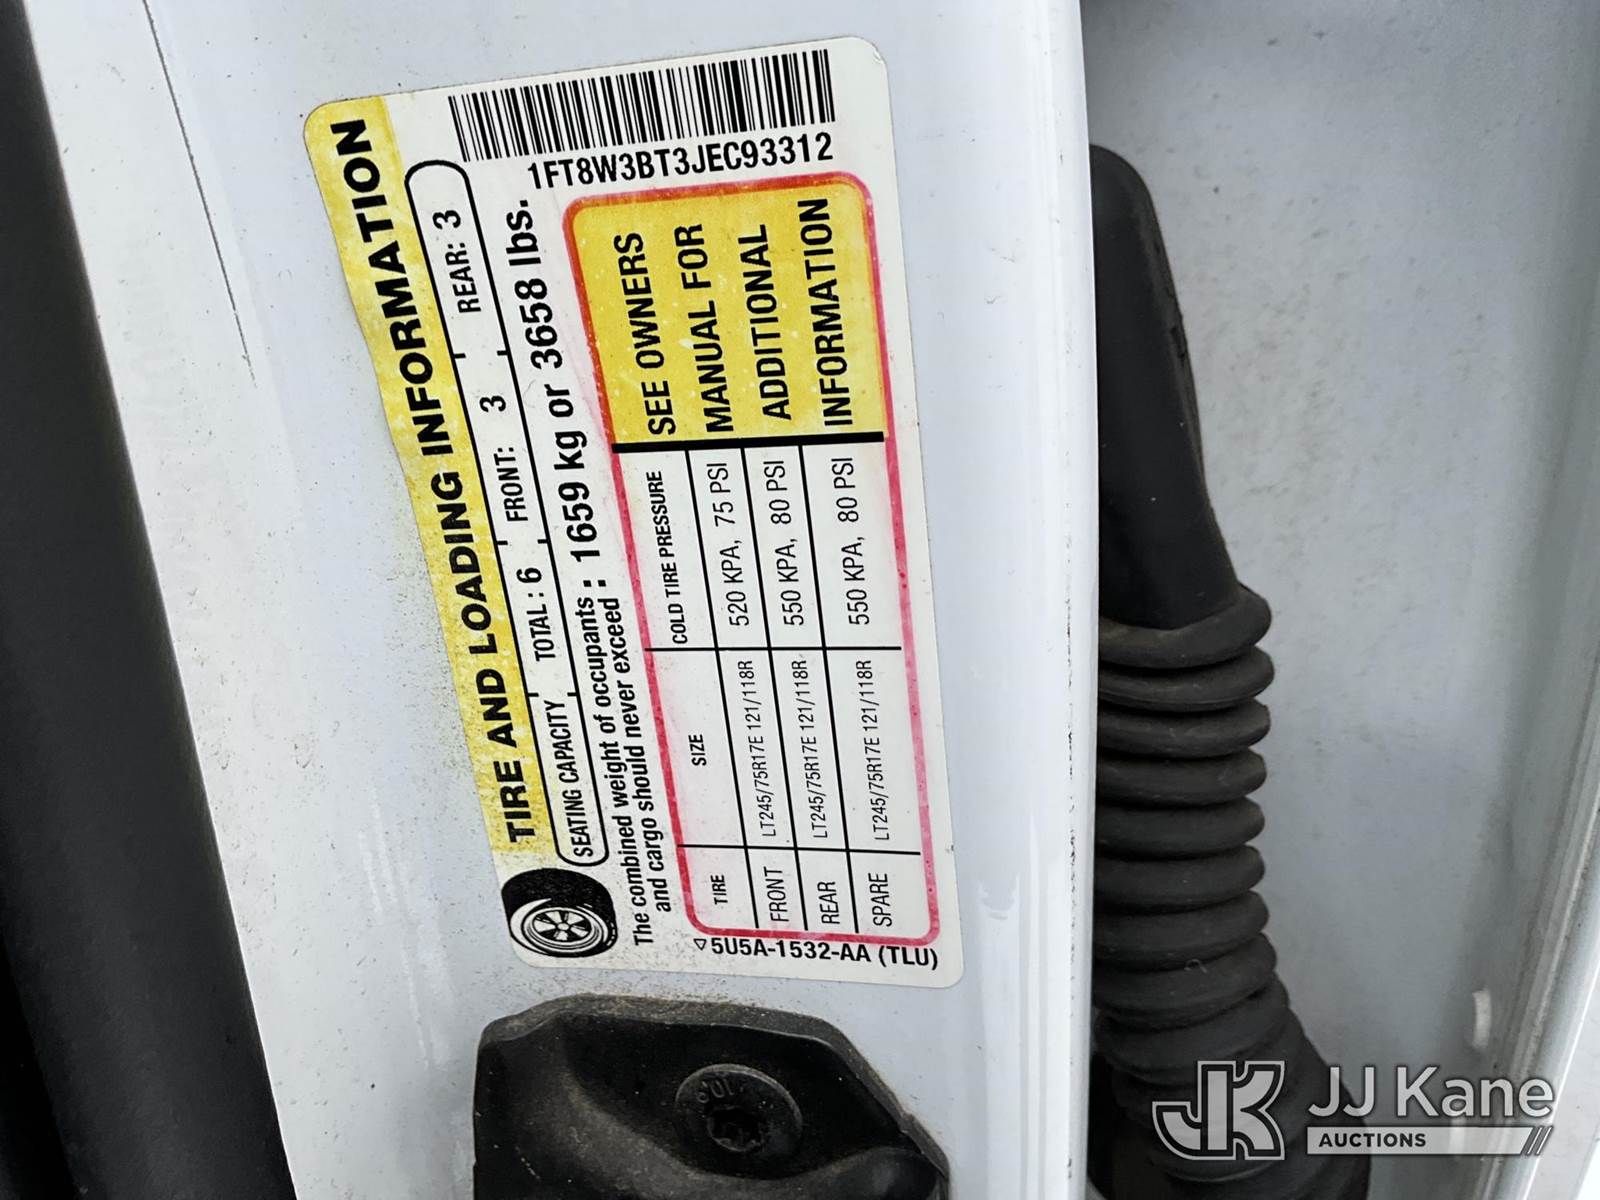 TIRE AND LOADING INFORMATION
SEATING CAPACITY TOTAL : 6 FRONT: 3 REAR: 3
The combined weight of occupants
and cargo should never exceed : 1659 kg or 3658 lbs.
1FT8W3BT3JEC93312
TIRE SIZE COLD TIRE PRESSURE
FRONT LT245/75R17E 121/118R 520 KPA, 75 PSI
REAR LT245/75R17E 121/118R 550 KPA, 80 PSI
SPARE LT245/75R17E 121/118R 550 KPA, 80 PSI
SEE OWNERS
MANUAL FOR
ADDITIONAL
INFORMATION
5U5A-1532-AA (TLU)
JK JJ Kane
AUCTIONS